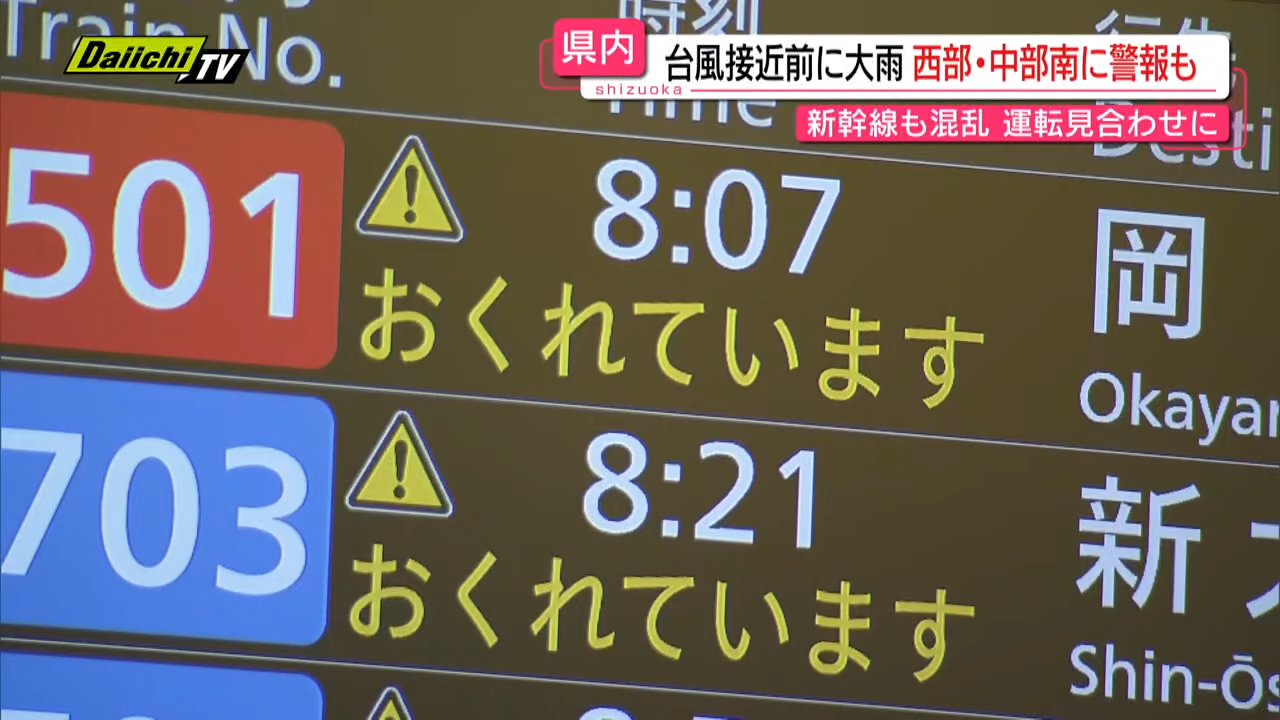 Daiichi-TV
県内
台風接近前に大雨 西部・中部南に警報も
shizuoka
新幹線も混乱 運転見合わせに
Train No.
時刻
Time
行先
501
8:07
岡
おくれています
703
8:21
新
おくれています